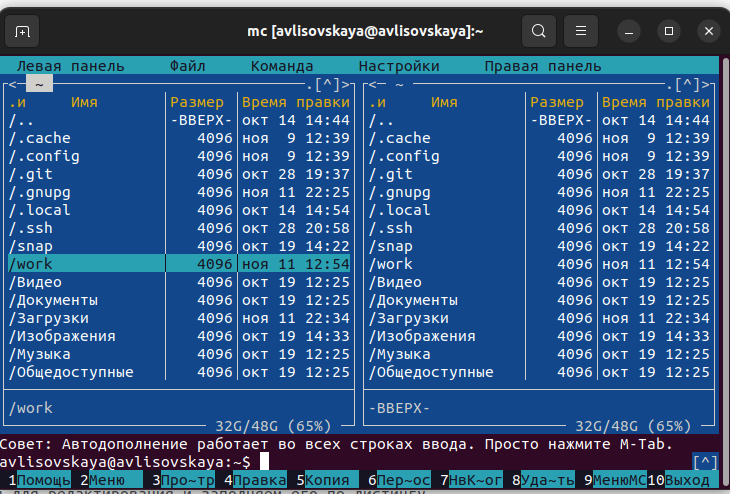 mc [avlisovskaya@avlisovskaya]:~
Левая панель Файл Команда Настройки Правая панель
<─ ~ .[^]> <─ ~ .[^]>
.и Имя Размер Время правки .и Имя Размер Время правки
/.. -ВВЕРХ- окт 14 14:44 /.. -ВВЕРХ- окт 14 14:44
/.cache 4096 ноя 9 12:39 /.cache 4096 ноя 9 12:39
/.config 4096 ноя 9 12:39 /.config 4096 ноя 9 12:39
/.git 4096 окт 28 19:37 /.git 4096 окт 28 19:37
/.gnupg 4096 ноя 11 22:25 /.gnupg 4096 ноя 11 22:25
/.local 4096 окт 14 14:54 /.local 4096 окт 14 14:54
/.ssh 4096 окт 28 20:58 /.ssh 4096 окт 28 20:58
/snap 4096 окт 19 14:22 /snap 4096 окт 19 14:22
/work 4096 ноя 11 12:54 /work 4096 ноя 11 12:54
/Видео 4096 окт 19 12:25 /Видео 4096 окт 19 12:25
/Документы 4096 окт 19 12:25 /Документы 4096 окт 19 12:25
/Загрузки 4096 ноя 11 22:34 /Загрузки 4096 ноя 11 22:34
/Изображения 4096 окт 19 14:33 /Изображения 4096 окт 19 14:33
/Музыка 4096 окт 19 12:25 /Музыка 4096 окт 19 12:25
/Общедоступные 4096 окт 19 12:25 /Общедоступные 4096 окт 19 12:25
/work -ВВЕРХ-
32G/48G (65%) 32G/48G (65%)
Совет: Автодополнение работает во всех строках ввода. Просто нажмите M-Tab.
avlisovskaya@avlisovskaya:~$ [^]
1Помощь 2Меню 3Про~тр 4Правка 5Копия 6Пер~ос 7НвК~ог 8Уда~ть 9МенюMC 10Выход
для редактирования и заполняем его по листингу